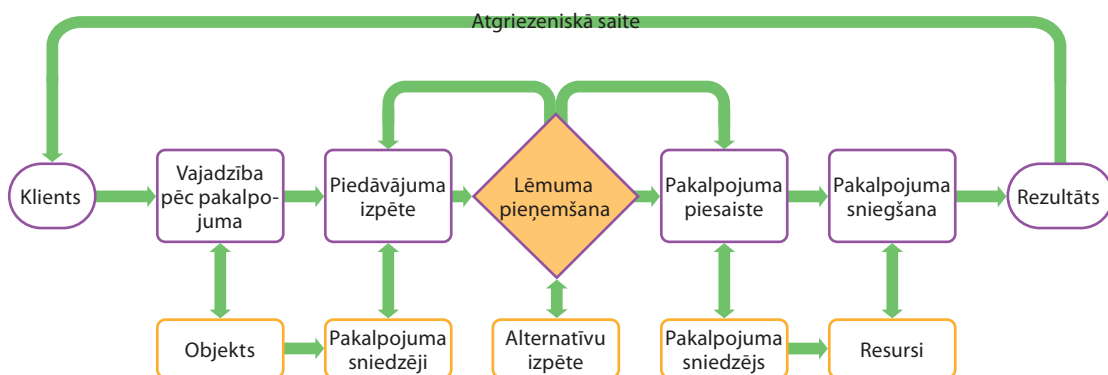 Atgriezeniskā saite
Klients
Vajadzība
pēc pakalpo-
juma
Piedāvājuma
izpēte
Lēmuma
pieņemšana
Pakalpojuma
piesaiste
Pakalpojuma
sniegšana
Rezultāts
Objekts
Pakalpojuma
sniedzēji
Alternatīvu
izpēte
Pakalpojuma
sniedzējs
Resursi